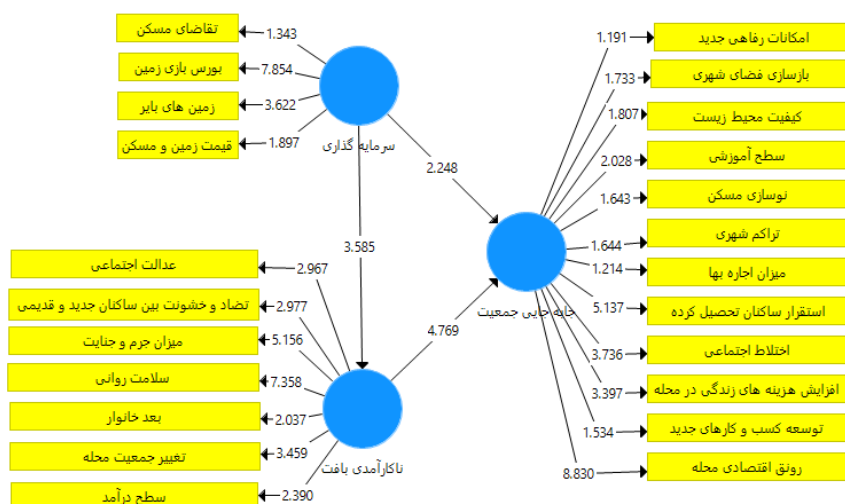 تقاضای مسکن
1.343
بورس بازی زمین
7.854
زمین های بایر
3.622
قیمت زمین و مسکن
1.897
سرمایه گذاری
2.248
3.585
4.769
عدالت اجتماعی
2.967
تضاد و خشونت بین ساکنان جدید و قدیمی
2.977
میزان جرم و جنایت
5.156
سلامت روانی
7.358
بعد خانوار
2.037
تغییر جمعیت محله
3.459
سطح درآمد
2.390
ناکارآمدی بافت
جابه جایی جمعیت
1.191
امکانات رفاهی جدید
1.733
بازسازی فضای شهری
1.807
کیفیت محیط زیست
2.028
سطح آموزشی
1.643
نوسازی مسکن
1.644
تراکم شهری
1.214
میزان اجاره بها
5.137
استقرار ساکنان تحصیل کرده
3.736
اختلاط اجتماعی
3.397
افزایش هزینه های زندگی در محله
1.534
توسعه کسب و کارهای جدید
8.830
رونق اقتصادی محله